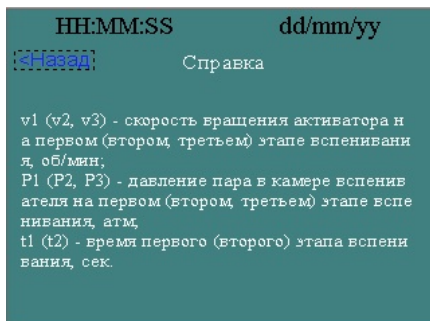 HH:MM:SS dd/mm/yy
<Назад Справка
v1 (v2, v3) - скорость вращения активатора н
а первом (втором, третьем) этапе вспенивани
я, об/мин;
P1 (P2, P3) - давление пара в камере вспенив
ателя на первом (втором, третьем) этапе вспе
нивания, атм;
t1 (t2) - время первого (второго) этапа вспени
вания, сек.